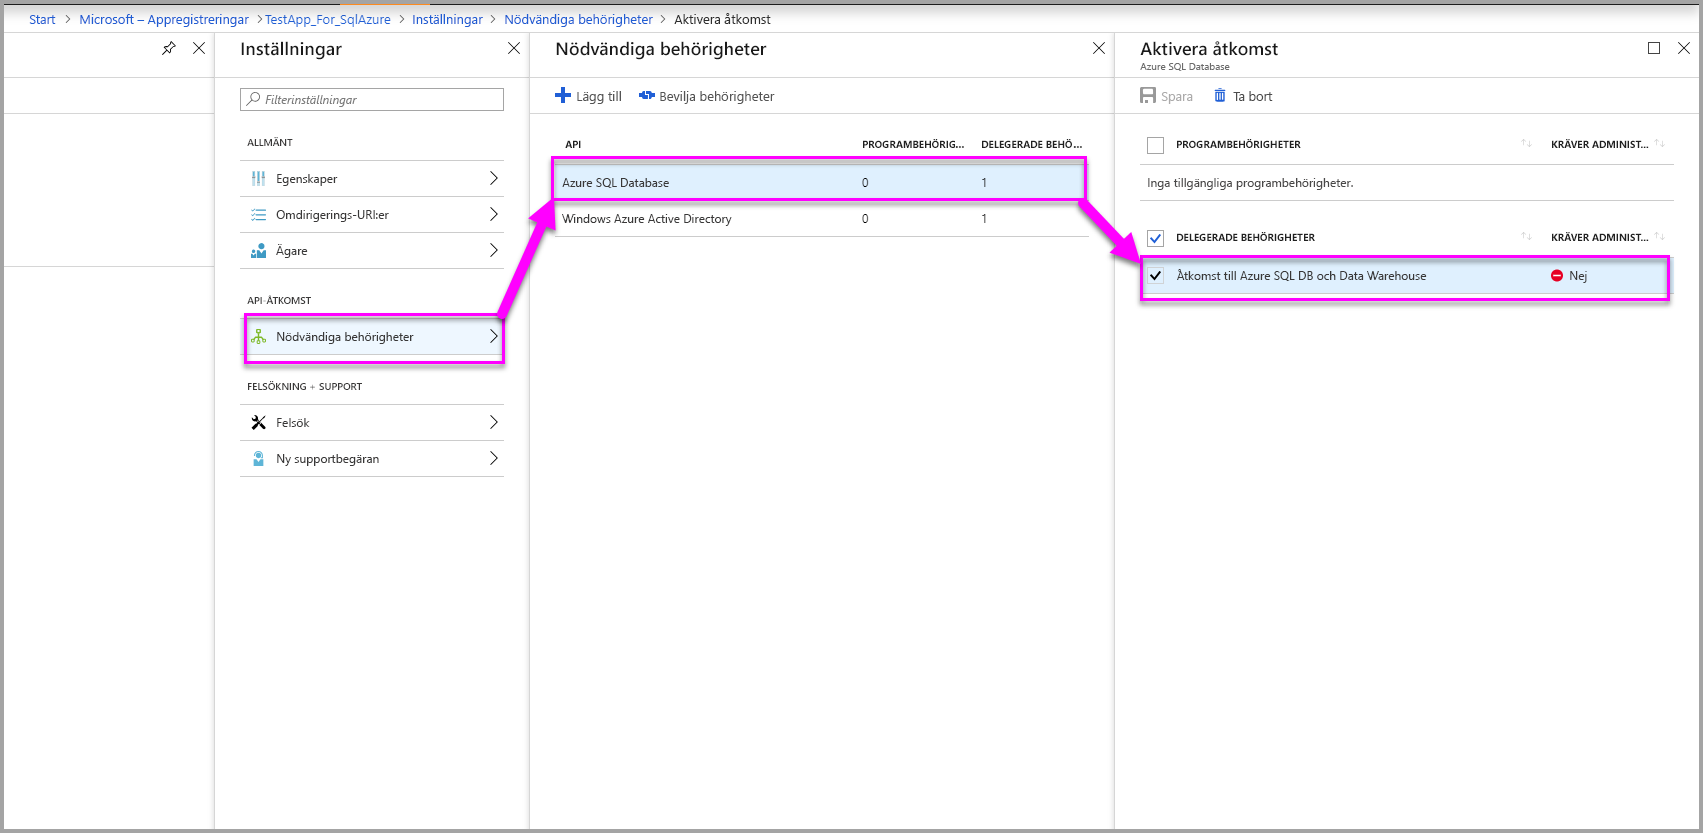 Start > Microsoft – Appregistreringar > TestApp_For_SqlAzure > Inställningar > Nödvändiga behörigheter > Aktivera åtkomst
Inställningar
Filterinställningar
ALLMÄNT
Egenskaper
Omdirigerings-URI:er
Ägare
API-ÅTKOMST
Nödvändiga behörigheter
FELSÖKNING + SUPPORT
Felsök
Ny supportbegäran
Nödvändiga behörigheter
Lägg till Bevilja behörigheter
API PROGRAMBEHÖRIG... DELEGERADE BEHÖ...
Azure SQL Database 0 1
Windows Azure Active Directory 0 1
Aktivera åtkomst
Azure SQL Database
Spara Ta bort
PROGRAMBEHÖRIGHETER KRÄVER ADMINIST...
Inga tillgängliga programbehörigheter.
DELEGERADE BEHÖRIGHETER KRÄVER ADMINIST...
Åtkomst till Azure SQL DB och Data Warehouse Nej